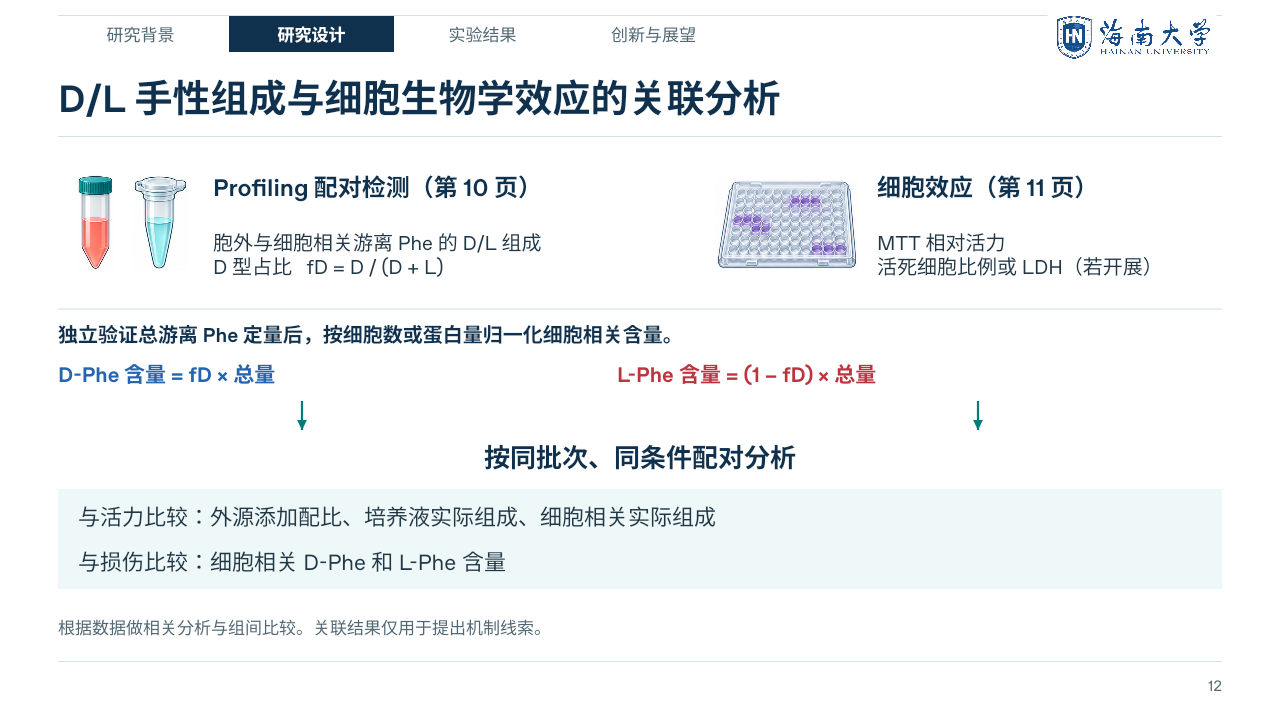 研究背景
研究设计
实验结果
创新与展望
海南大学
HAINAN UNIVERSITY
D/L 手性组成与细胞生物学效应的关联分析
Profiling 配对检测（第 10 页）
胞外与细胞相关游离 Phe 的 D/L 组成
D 型占比 fD = D / (D + L)
细胞效应（第 11 页）
MTT 相对活力
活死细胞比例或 LDH（若开展）
独立验证总游离 Phe 定量后，按细胞数或蛋白量归一化细胞相关含量。
D-Phe 含量 = fD × 总量
L-Phe 含量 = (1 – fD) × 总量
按同批次、同条件配对分析
与活力比较：外源添加配比、培养液实际组成、细胞相关实际组成
与损伤比较：细胞相关 D-Phe 和 L-Phe 含量
根据数据做相关分析与组间比较。关联结果仅用于提出机制线索。
12